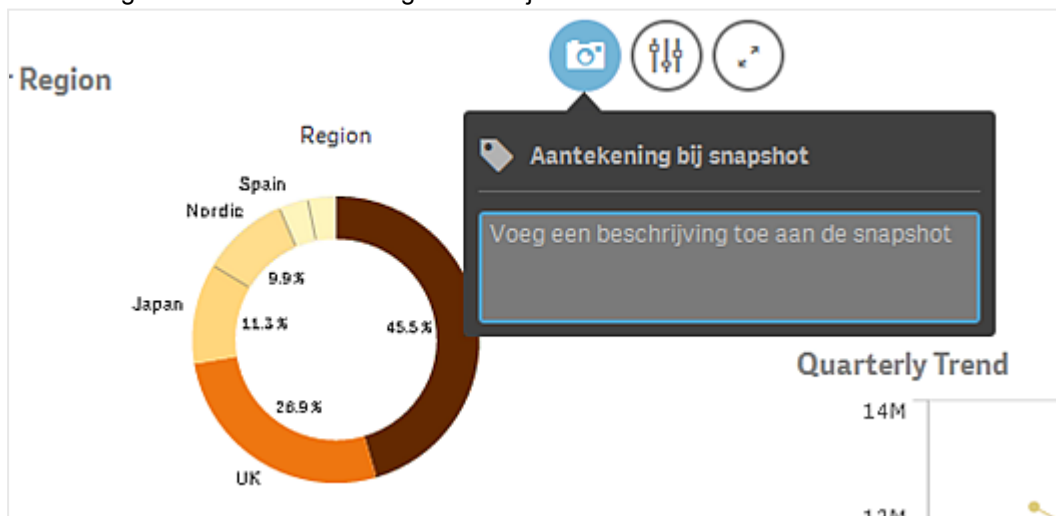 Region
Region
Aantekening bij snapshot
Voeg een beschrijving toe aan de snapshot
Spain
Nordic
9.9%
Japan
11.3%
45.5%
26.9%
UK
Quarterly Trend
14M